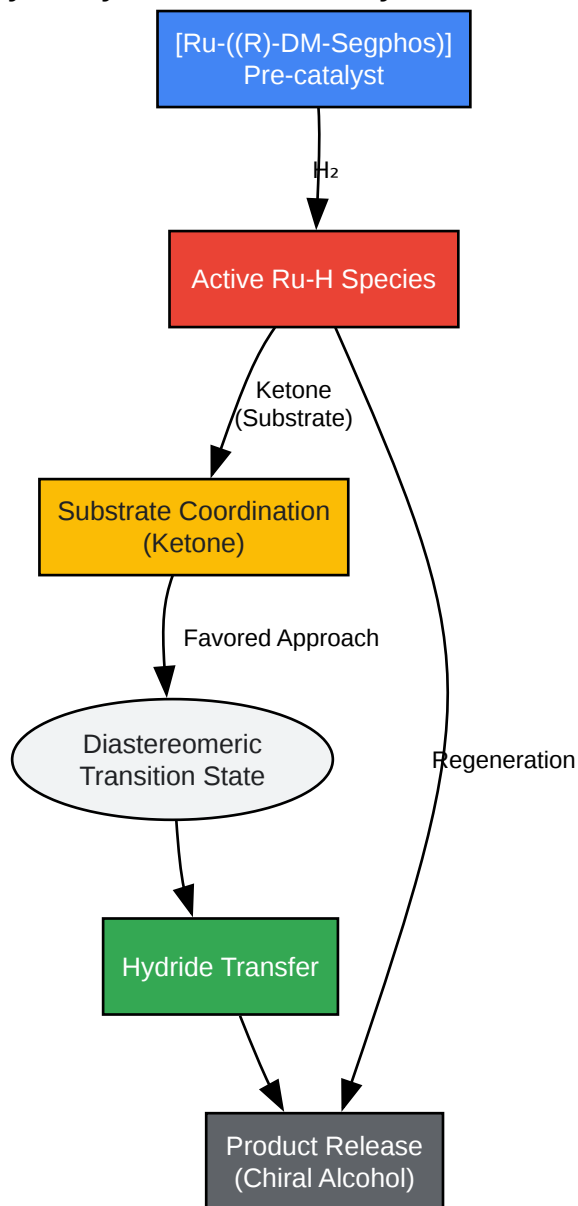 [Ru-((R)-DM-Segphos)]
Pre-catalyst
H₂
Active Ru-H Species
Ketone
(Substrate)
Substrate Coordination
(Ketone)
Favored Approach
Diastereomeric
Transition State
Regeneration
Hydride Transfer
Product Release
(Chiral Alcohol)